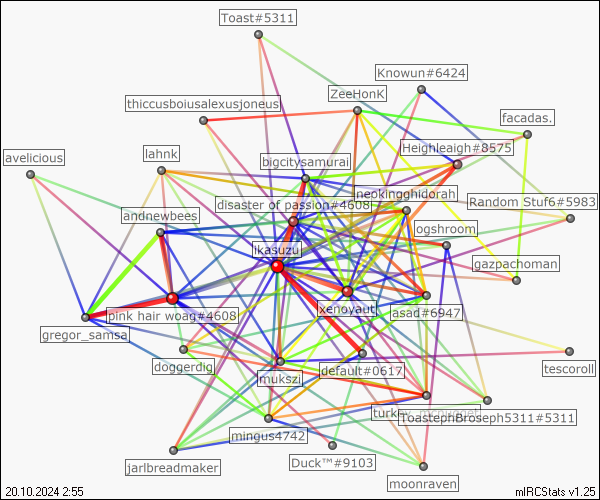 Toast#5311
Knowun#6424
ZeeHonK
thiccusboiusalexusjoneus
facadas.
Heighleigh#8575
avelicious
lahnk
bigcitysamurai
neokingghidorah
disaster of passion#4608
Random Stuf6#5983
andnewbees
ogshroom
ikasuzu
gazpachoman
xenoyaut
asad#6947
pink hair woag#4608
gregor_samsa
doggerdig
default#0617
mukszi
tescoroll
turkey_mcnugget
ToastephBroseph5311#5311
mingus4742
Duck™#9103
jarlbreadmaker
moonraven
20.10.2024 2:55
mIRCStats v1.25